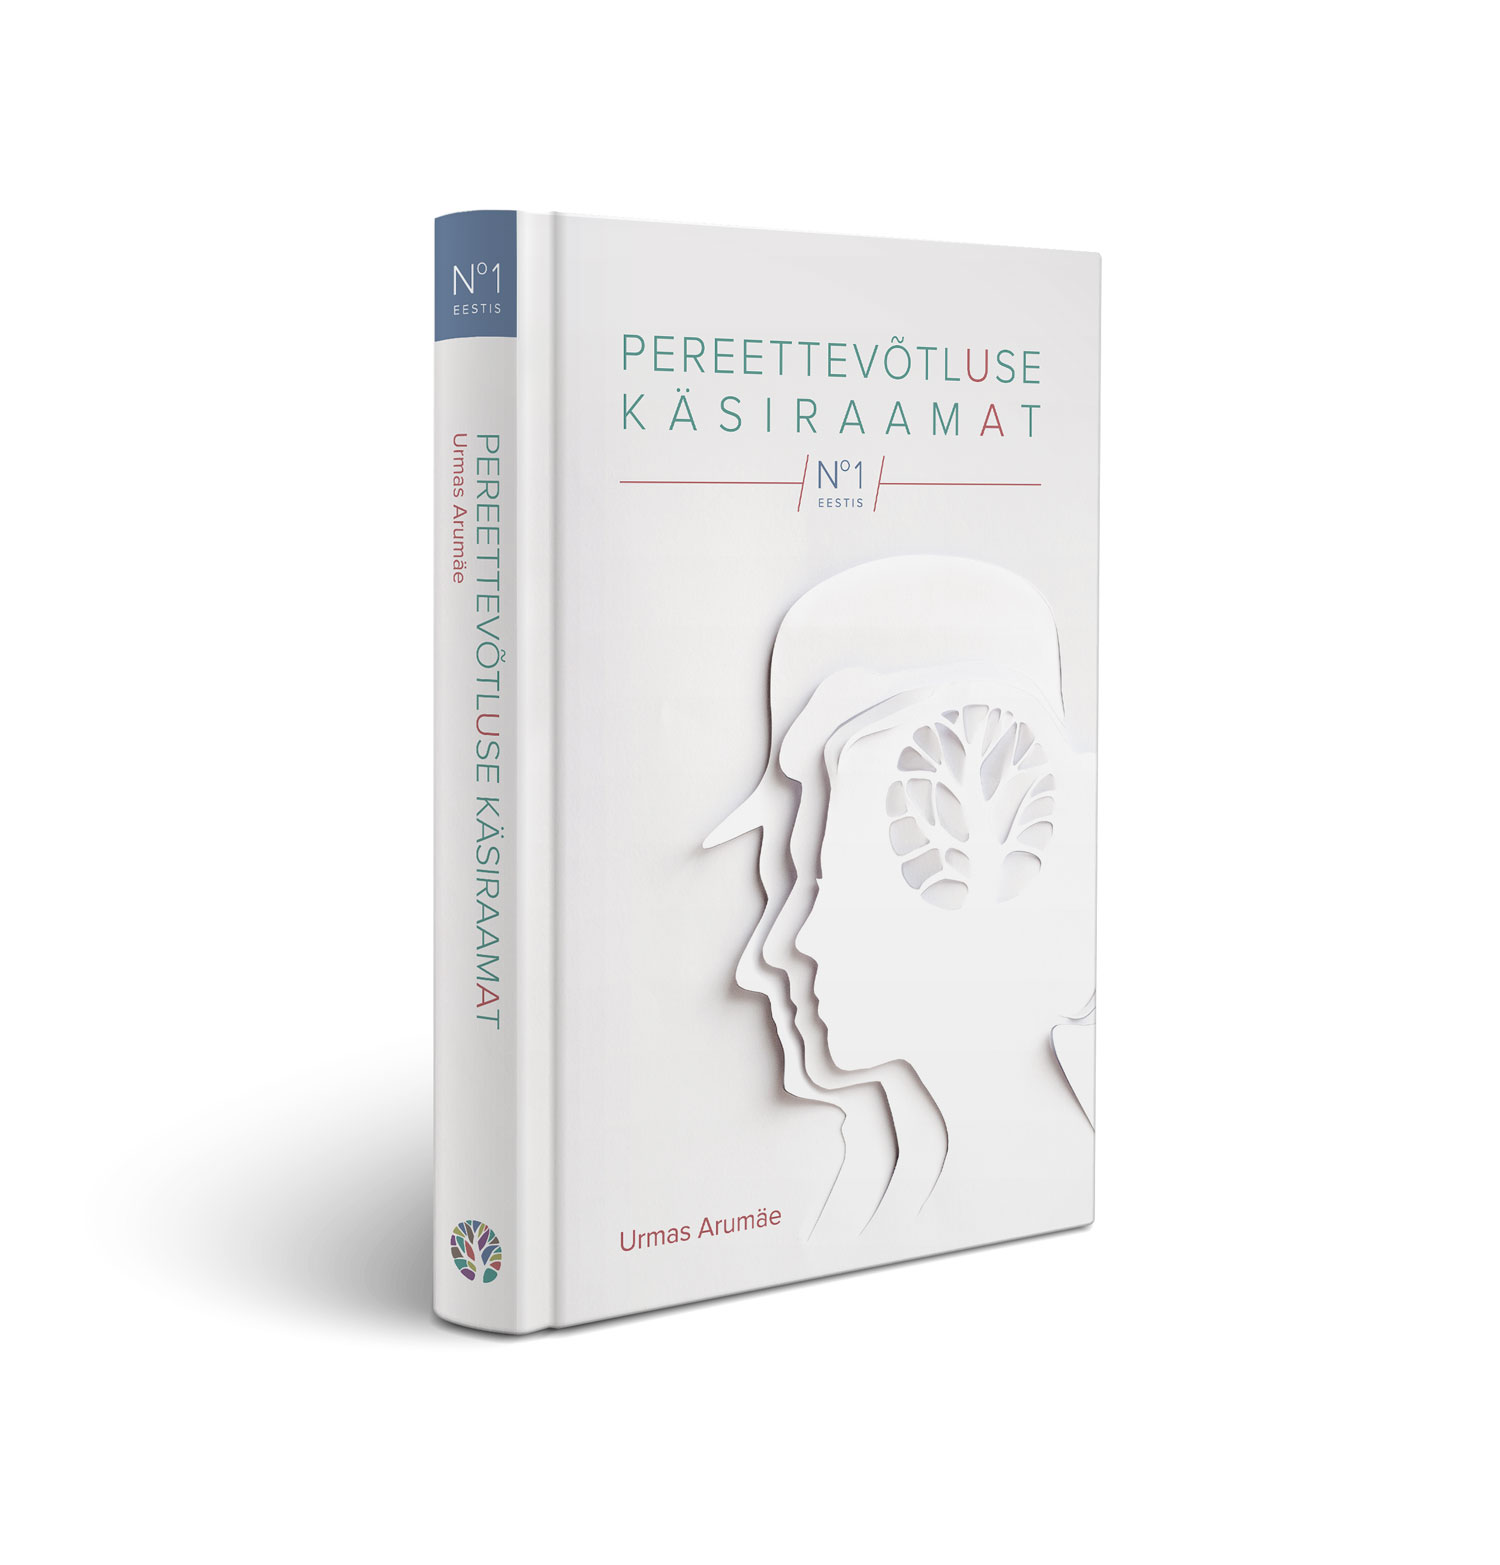 Nº1
EESTIS
PEREETTEVÕTLUSE KÄSIRAAMAT
Urmas Arumäe
PEREETTEVÕTLUSE
KÄSIRAAMAT
Nº1
EESTIS
Urmas Arumäe